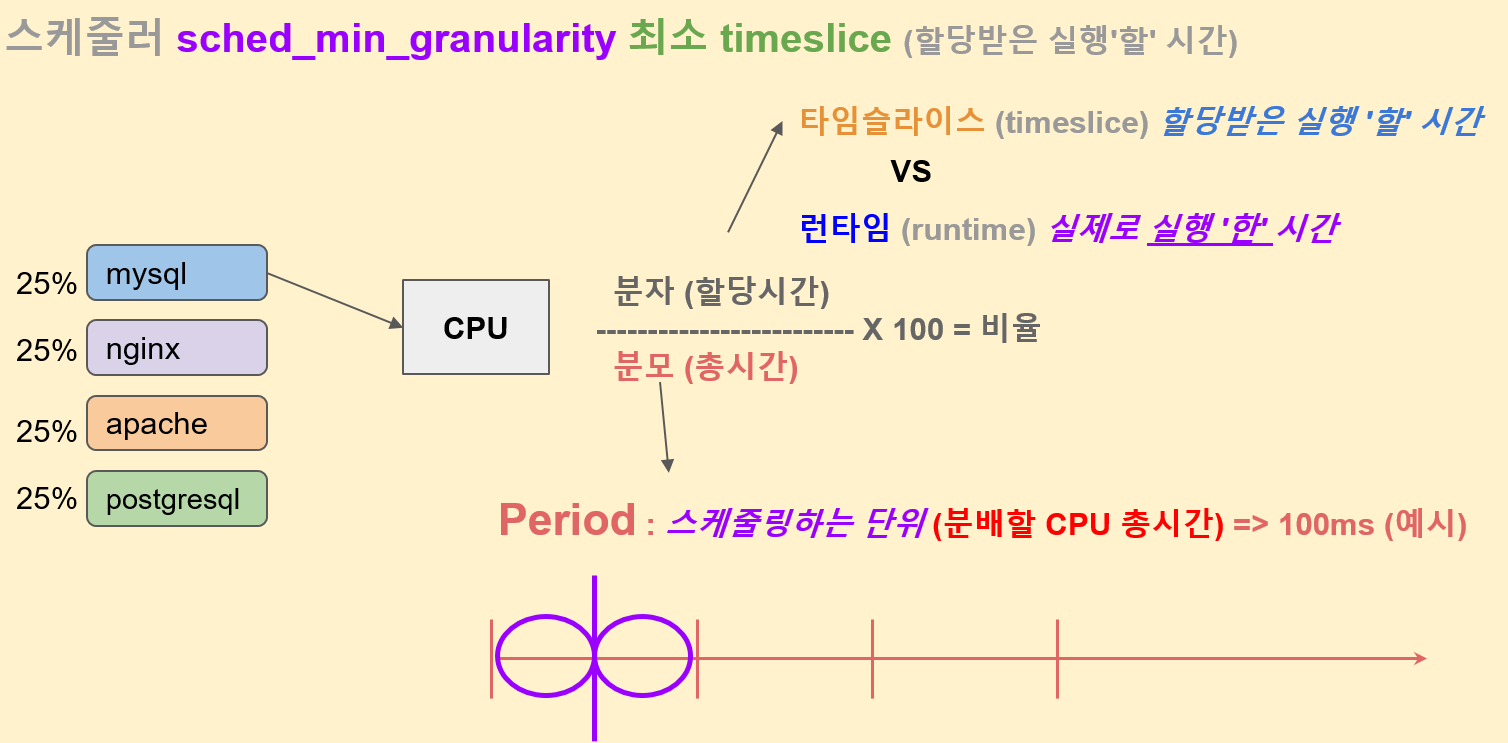 스케줄러 sched_min_granularity 최소 timeslice (할당받은 실행'할' 시간)
타임슬라이스 (timeslice) 할당받은 실행 '할' 시간
VS
런타임 (runtime) 실제로 실행 '한' 시간
25% mysql
25% nginx
25% apache
25% postgresql
CPU
분자 (할당시간)
------------------------- X 100 = 비율
분모 (총시간)
Period : 스케줄링하는 단위 (분배할 CPU 총시간) => 100ms (예시)